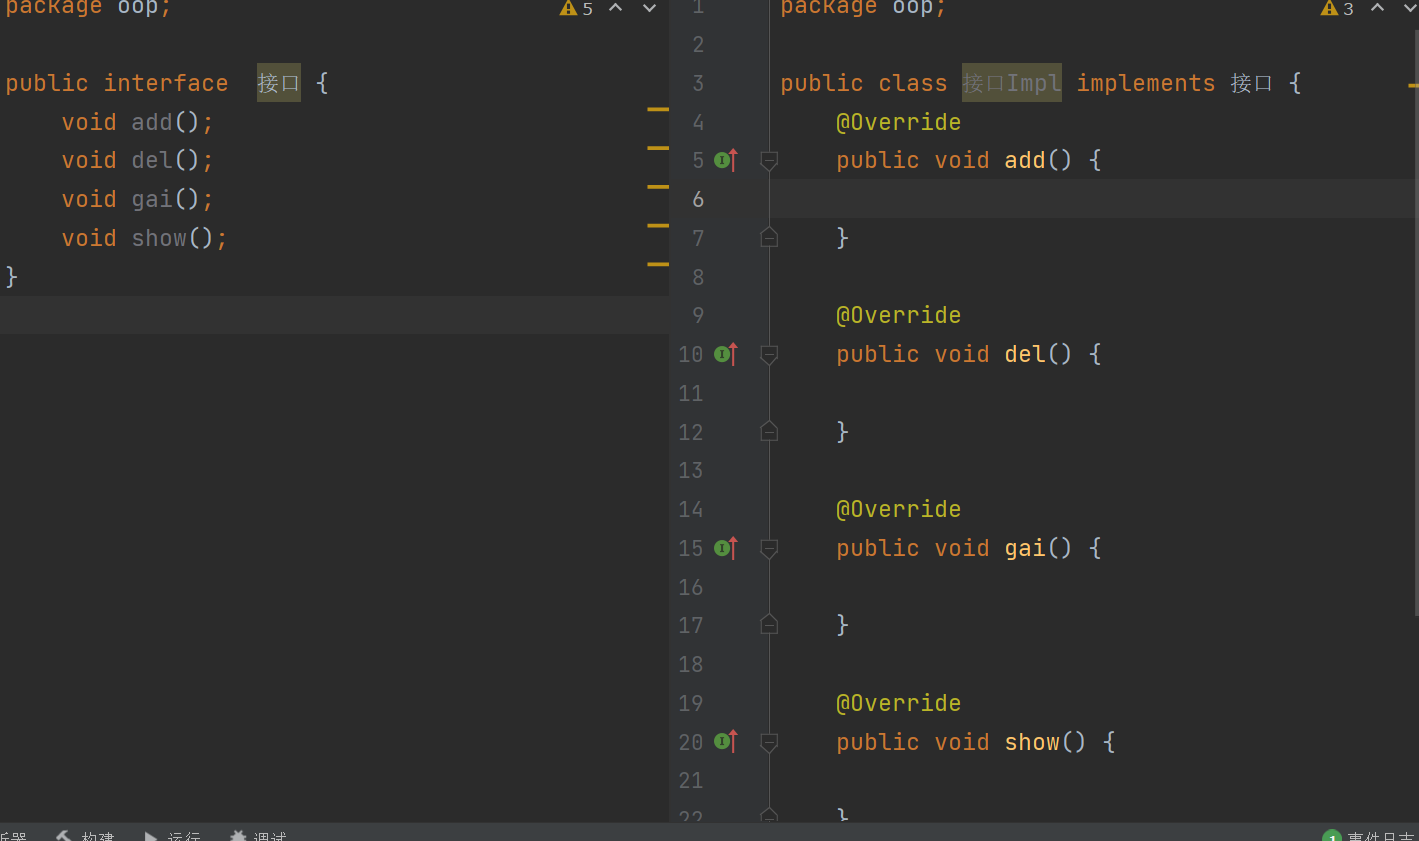 package oop;
5
public interface  接口 {
void add();
void del();
void gai();
void show();
}
1 package oop;
3
2
3 public class 接口Impl implements 接口 {
4 @Override
5 public void add() {
6
7 }
8
9 @Override
10 public void del() {
11
12 }
13
14 @Override
15 public void gai() {
16
17 }
18
19 @Override
20 public void show() {
21
22 }
构建 运行 调试 1 事件日志